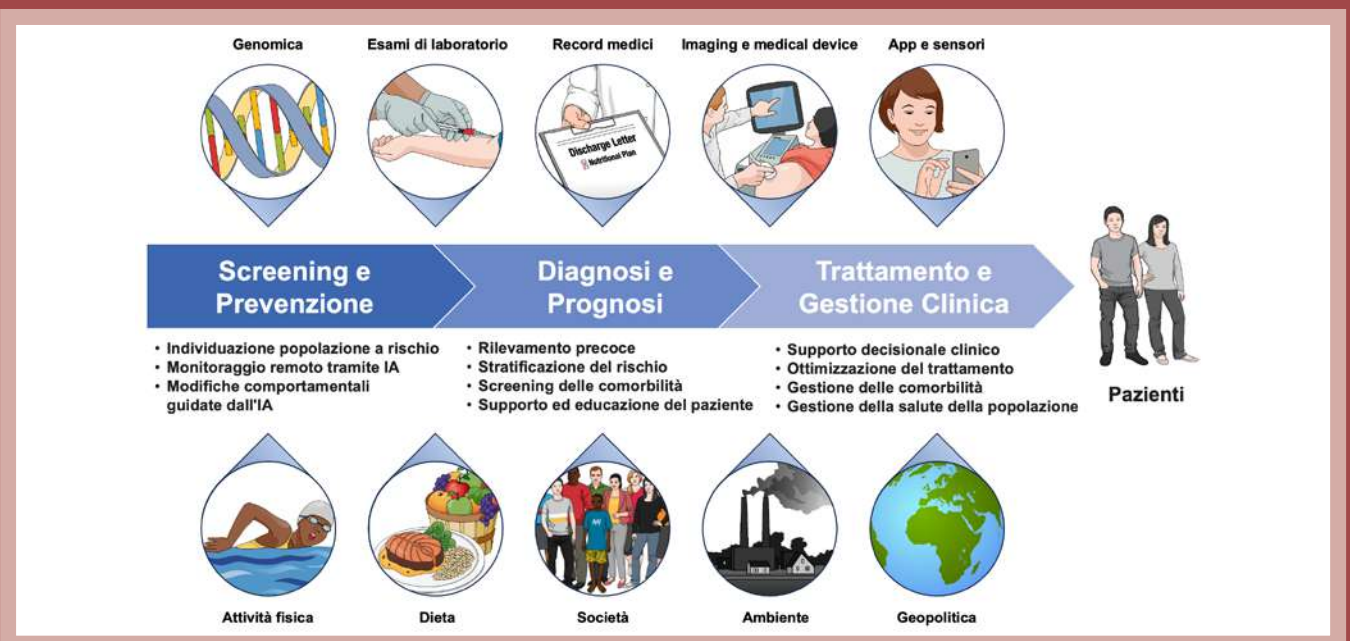 Genomica
Esami di laboratorio
Record medici
Imaging e medical device
App e sensori
Discharge Letter
Nutritional Plan
Screening e
Prevenzione
Diagnosi e
Prognosi
Trattamento e
Gestione Clinica
• Individuazione popolazione a rischio
• Monitoraggio remoto tramite IA
• Modifiche comportamentali
guidate dall'IA
• Rilevamento precoce
• Stratificazione del rischio
• Screening delle comorbilità
• Supporto ed educazione del paziente
• Supporto decisionale clinico
• Ottimizzazione del trattamento
• Gestione delle comorbilità
• Gestione della salute della popolazione
Pazienti
Attività fisica
Dieta
Società
Ambiente
Geopolitica